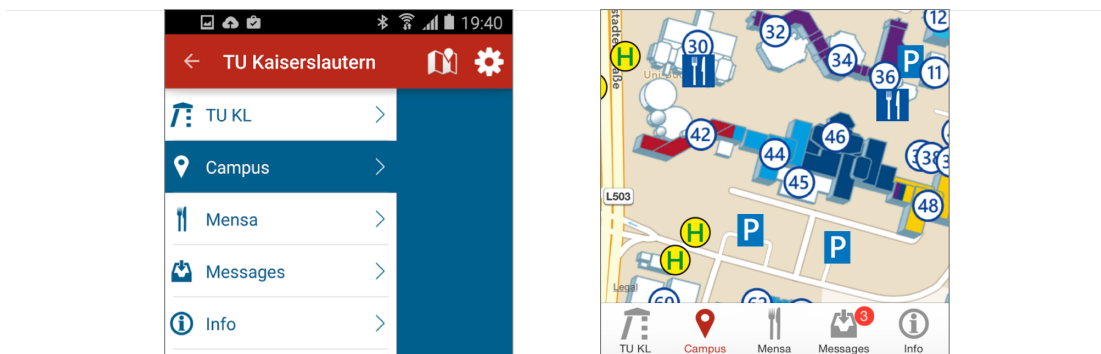 19:40
TU Kaiserslautern
TU KL
Campus
Mensa
Messages
Info
12
32
30
H
34
P
36
11
42
46
44
45
38
48
L503
H
P
P
H
Legal
60
62
TU KL
Campus
Mensa
3
Messages
Info